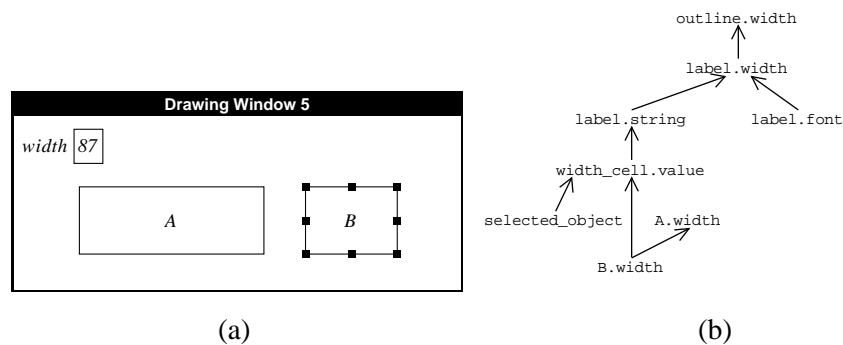 Drawing Window 5
width 87
A
B
(a)
outline.width
label.width
label.string label.font
width_cell.value
selected_object A.width
B.width
(b)